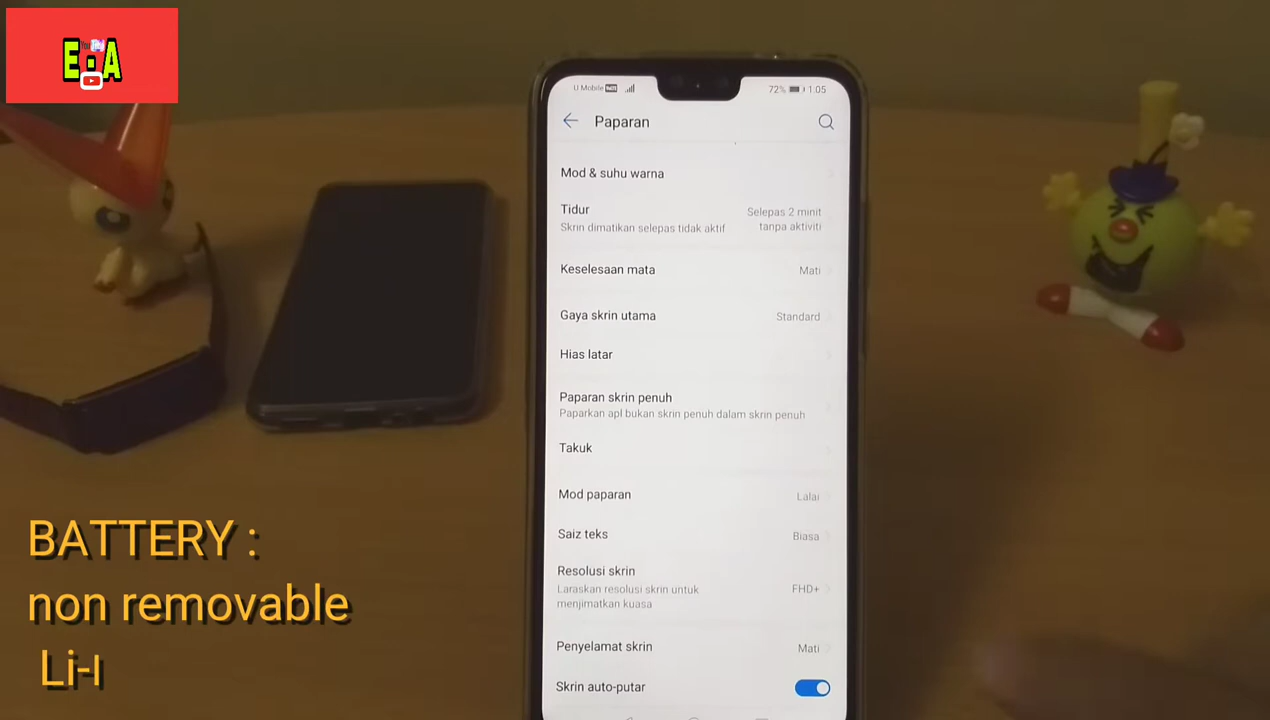 E.A
U Mobile
72% 1.05
Paparan
Mod & suhu warna
Tidur
Skrin dimatikan selepas tidak aktif
Selepas 2 minit
tanpa aktiviti
Keselesaan mata
Mati
Gaya skrin utama
Standard
Hias latar
Paparan skrin penuh
Paparkan apl bukan skrin penuh dalam skrin penuh
Takuk
Mod paparan
Lalai
Saiz teks
Biasa
Resolusi skrin
Laraskan resolusi skrin untuk
menjimatkan kuasa
FHD+
Penyelamat skrin
Mati
Skrin auto-putar
BATTERY :
non removable
Li-I